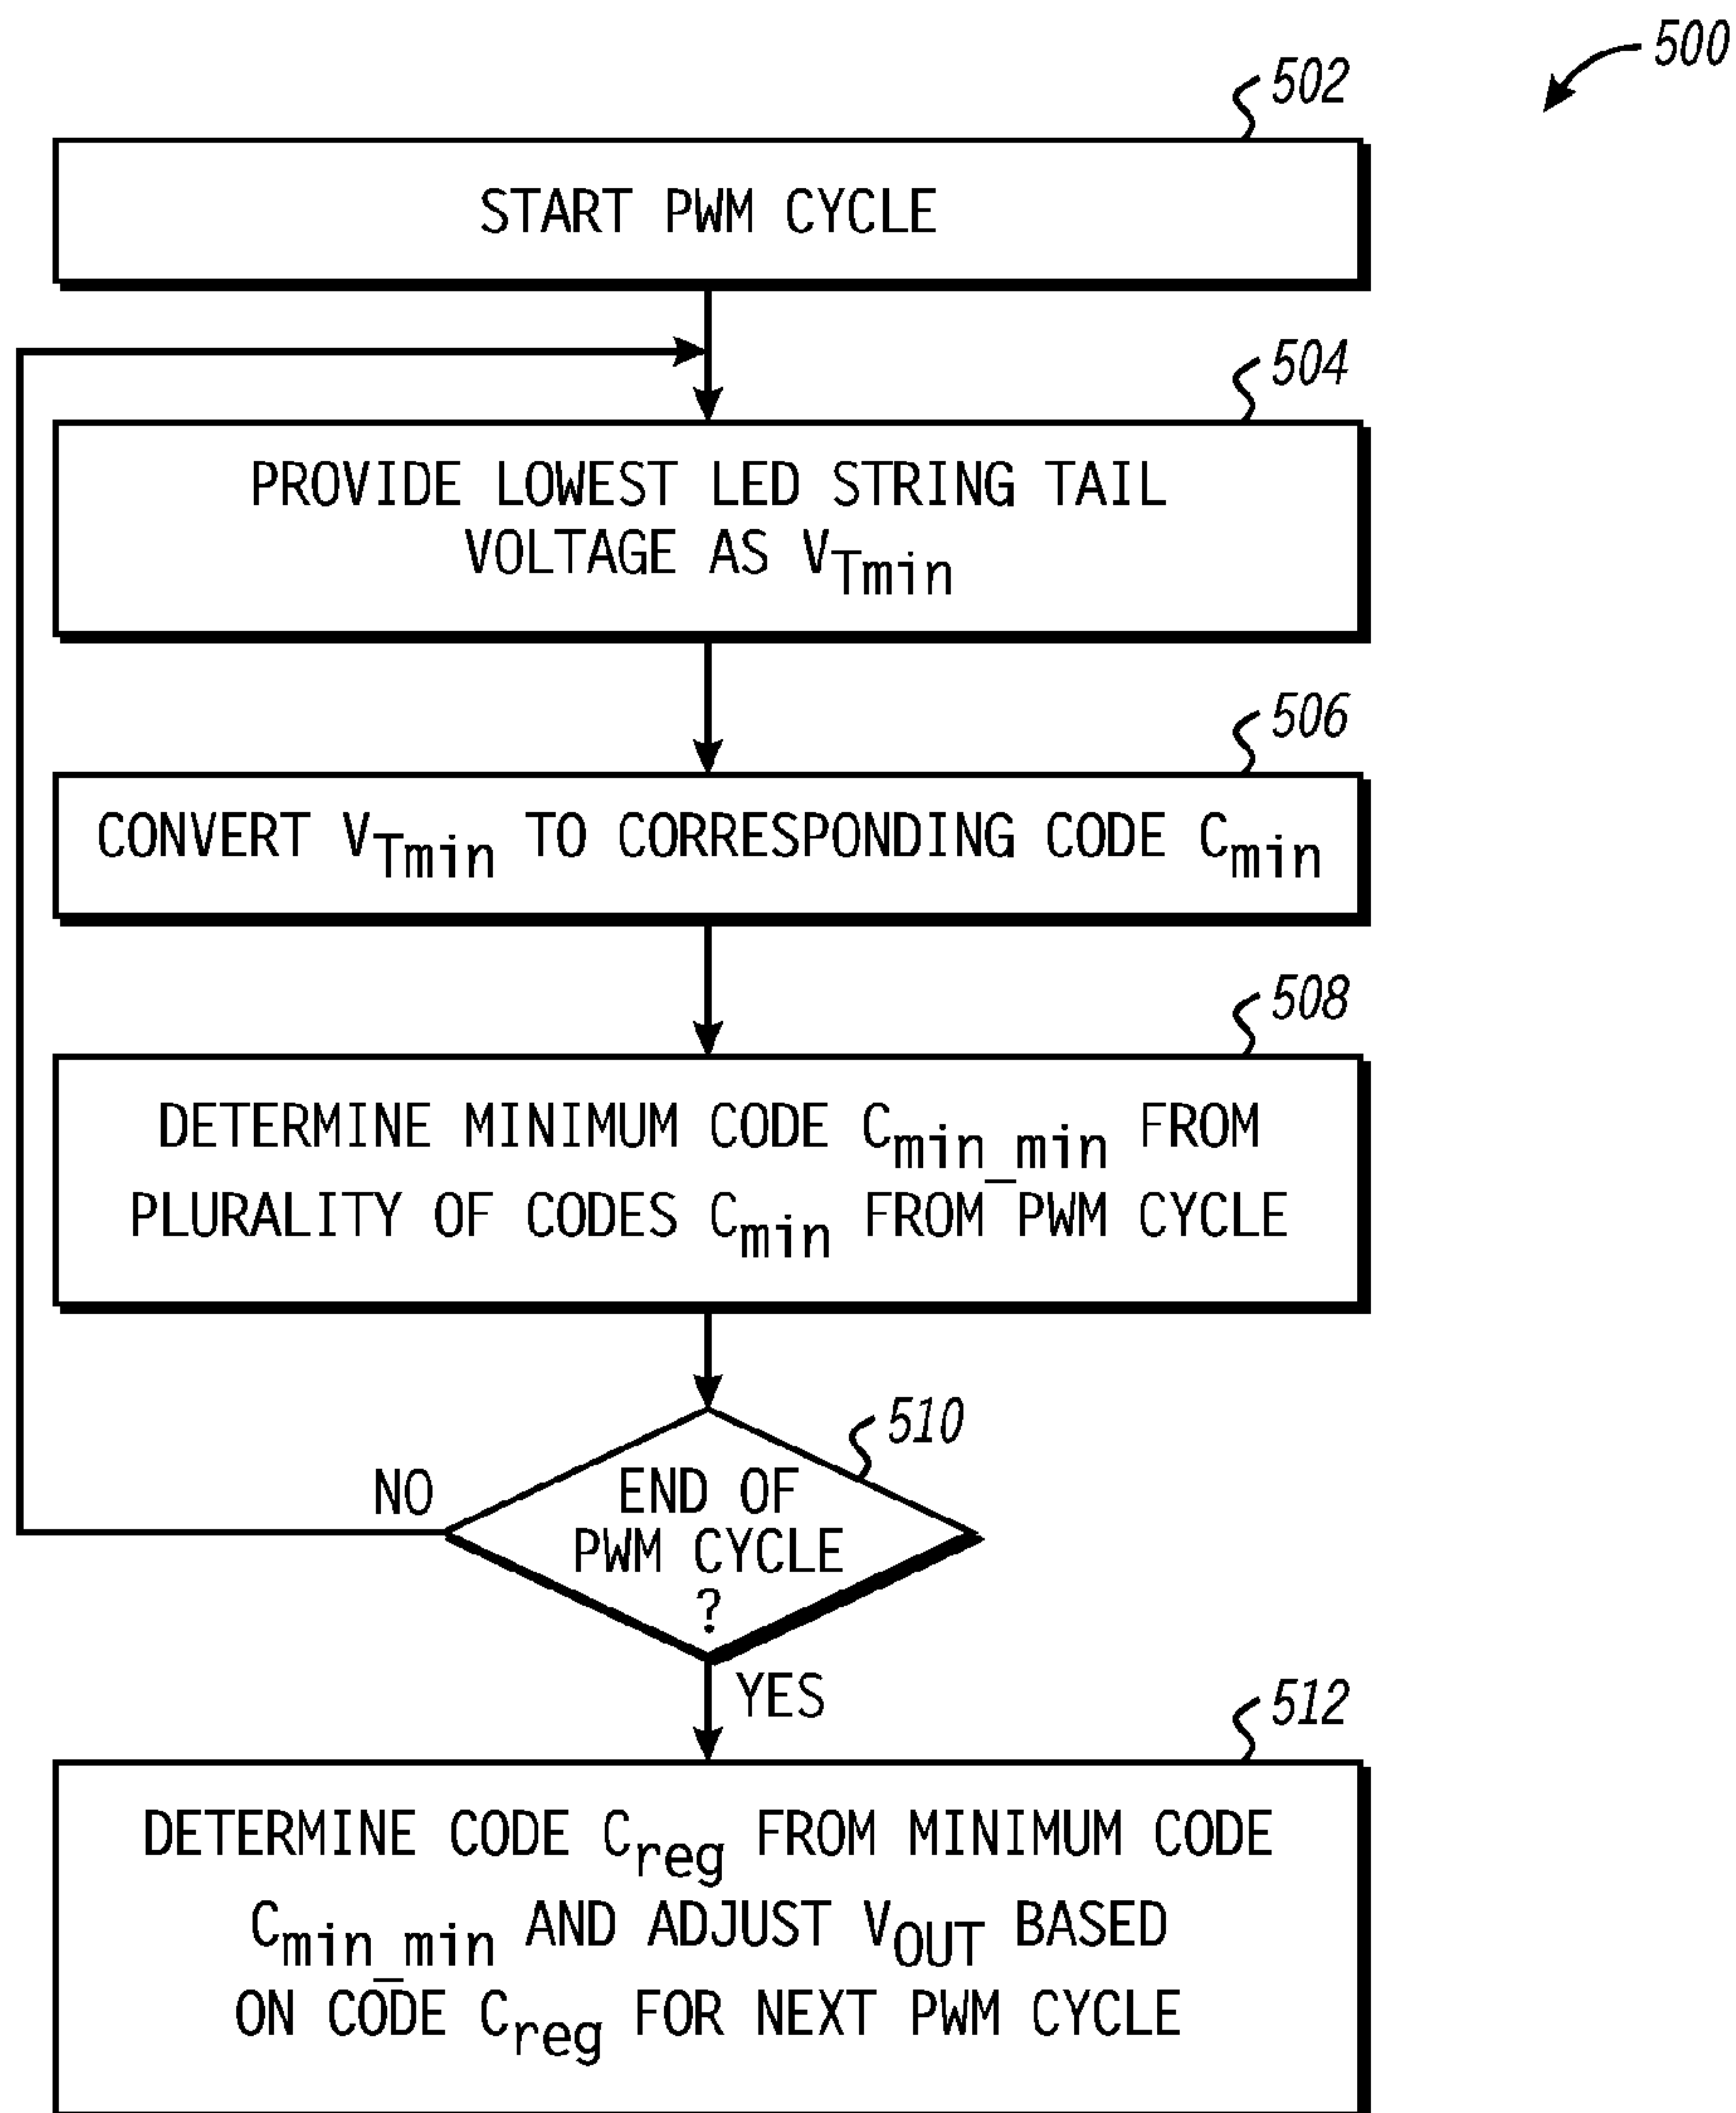 500
502
START PWM CYCLE
504
PROVIDE LOWEST LED STRING TAIL
VOLTAGE AS VTmin
506
CONVERT VTmin TO CORRESPONDING CODE Cmin
508
DETERMINE MINIMUM CODE Cmin_min FROM
PLURALITY OF CODES Cmin FROM PWM CYCLE
510
NO
END OF
PWM CYCLE
?
YES
512
DETERMINE CODE Creg FROM MINIMUM CODE
Cmin_min AND ADJUST VOUT BASED
ON CODE Creg FOR NEXT PWM CYCLE